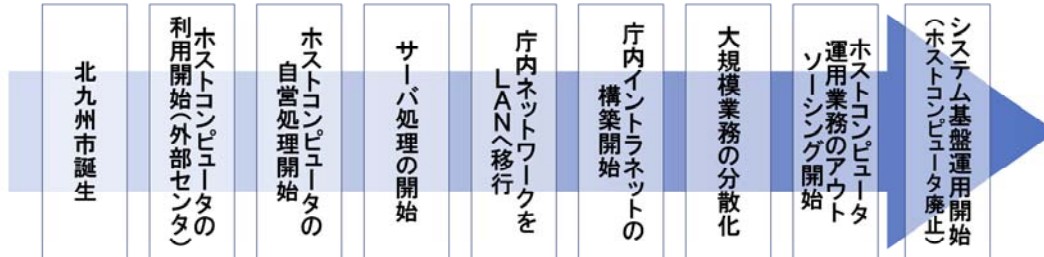 北九州市誕生
ホストコンピュータの
利用開始(外部センタ)
ホストコンピュータの
自営処理開始
サーバ処理の開始
庁内ネットワークを
LANへ移行
庁内イントラネットの
構築開始
大規模業務の分散化
ホストコンピュータ
運用業務のアウト
ソーシング開始
システム基盤運用開始
(ホストコンピュータ廃止)